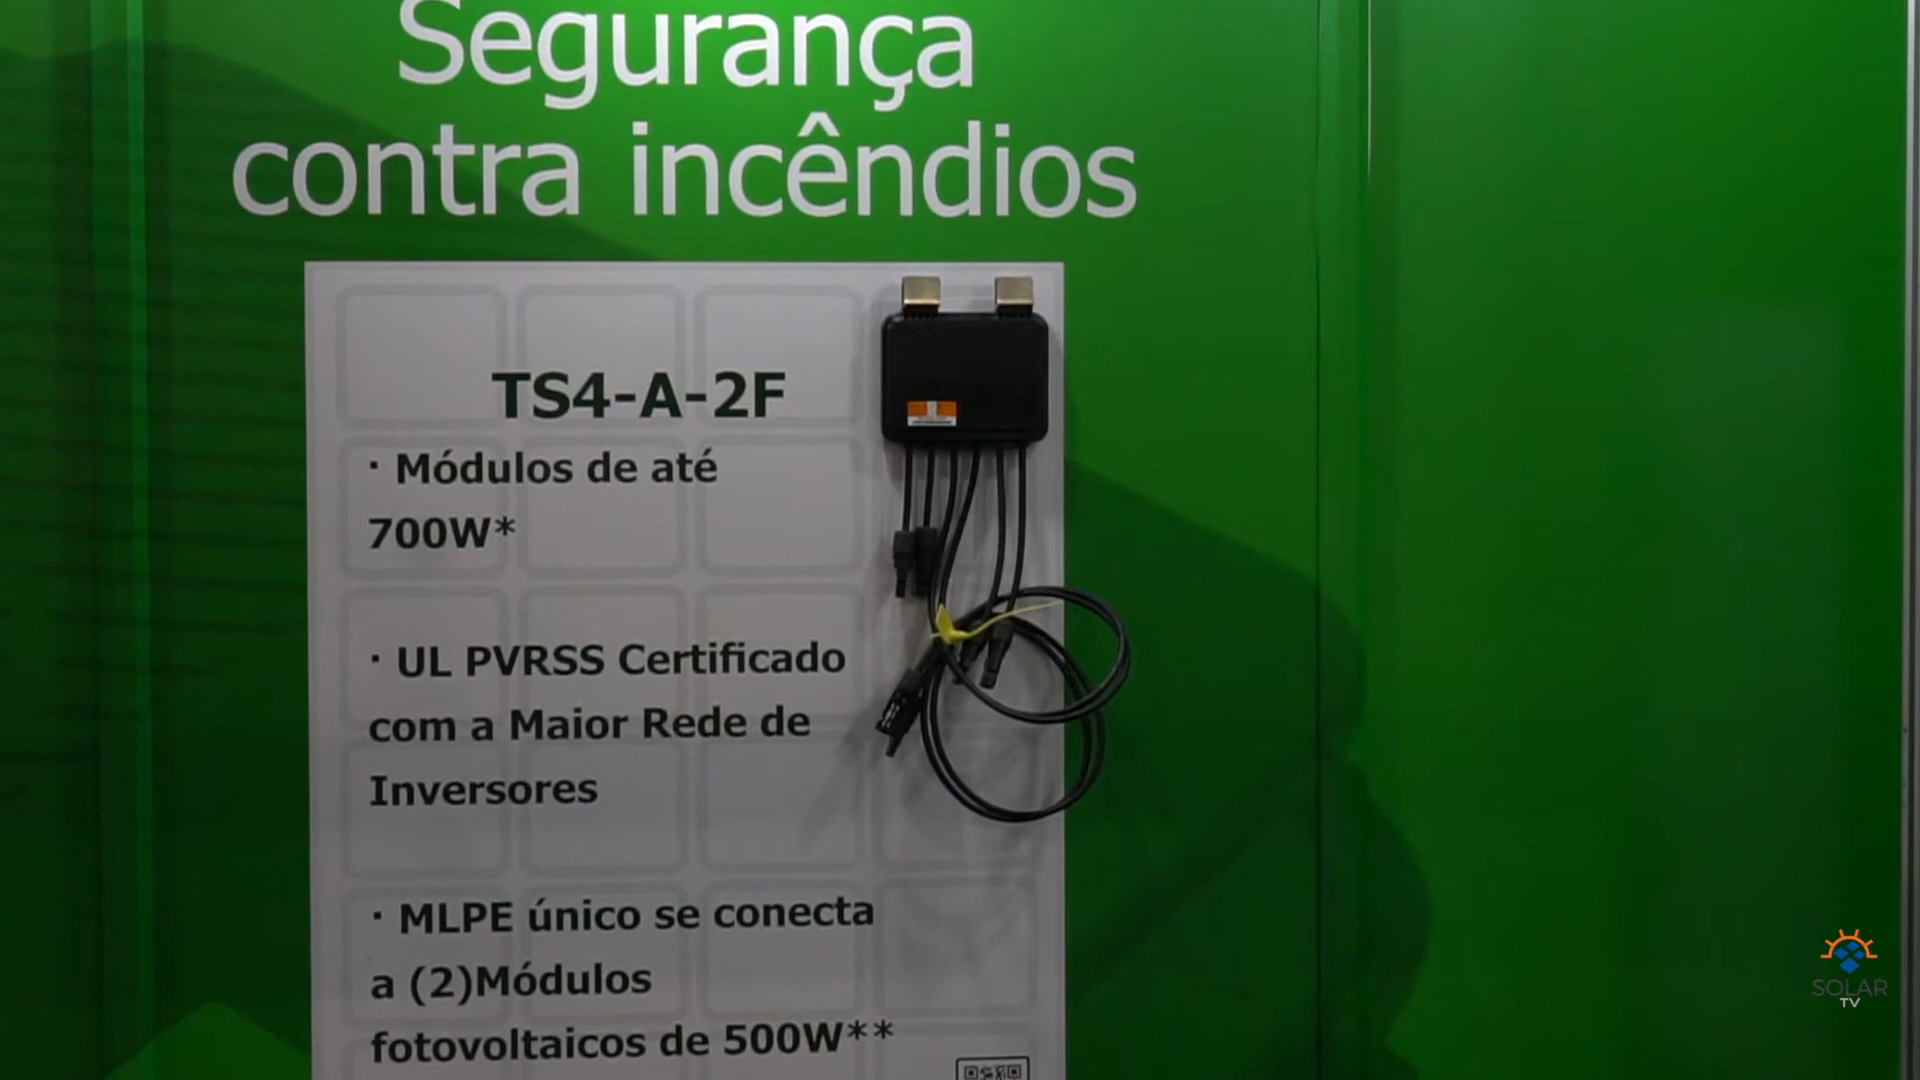 Segurança
contra incêndios
TS4-A-2F
· Módulos de até
700W*
· UL PVRSS Certificado
com a Maior Rede de
Inversores
· MLPE único se conecta
a (2)Módulos
fotovoltaicos de 500W**
SOLAR
TV